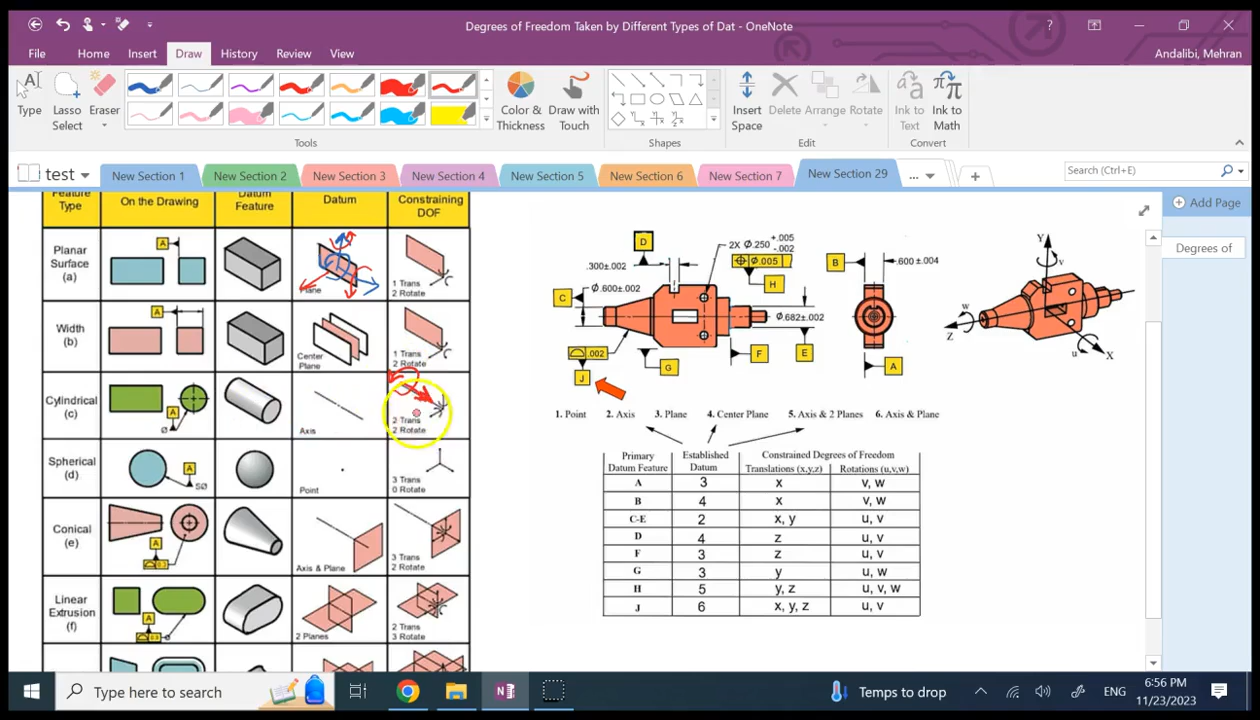 Degrees of Freedom Taken by Different Types of Dat - OneNote
?
Andalibi, Mehran
File Home Insert Draw History Review View
Type
Lasso Select
Eraser
Color & Thickness
Draw with Touch
Insert Space
Delete
Arrange
Rotate
Ink to Text
Ink to Math
Tools
Shapes
Edit
Convert
test
New Section 1
New Section 2
New Section 3
New Section 4
New Section 5
New Section 6
New Section 7
New Section 29
...
Search (Ctrl+E)
Add Page
Degrees of
Feature Type
On the Drawing
Datum Feature
Datum
Constraining DOF
Planar Surface (a)
A
Plane
1 Trans
2 Rotate
Width (b)
A
Center Plane
1 Trans
2 Rotate
Cylindrical (c)
A
Ø
Axis
2 Trans
2 Rotate
Spherical (d)
A
SØ
Point
3 Trans
0 Rotate
Conical (e)
A
Axis & Plane
3 Trans
2 Rotate
Linear Extrusion (f)
A
2 Planes
2 Trans
3 Rotate
D
.300±.002
2X Ø.250 +.005 -.002
Ø.005
H
C
Ø.600±.002
Ø.682±.002
.002
J
G
F
E
B
.600 ±.004
A
Y
v
w
Z
u
X
1. Point 2. Axis 3. Plane 4. Center Plane 5. Axis & 2 Planes 6. Axis & Plane
Primary Datum Feature
Established Datum
Constrained Degrees of Freedom
Translations (x,y,z) Rotations (u,v,w)
A 3 x v, w
B 4 x v, w
C-E 2 x, y u, v
D 4 z u, v
F 3 z u, v
G 3 y u, w
H 5 y, z u, v, w
J 6 x, y, z u, v
Type here to search
Temps to drop
ENG
6:56 PM
11/23/2023